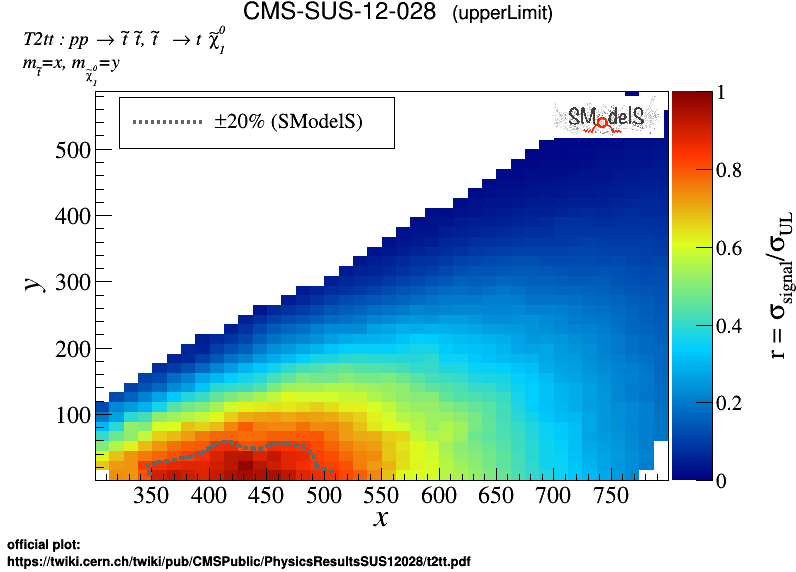 CMS-SUS-12-028 (upperLimit)
T2tt : pp → t̃ t̃, t̃ → t χ̃₁⁰
m_t̃=x, m_χ̃₁⁰=y
±20% (SModelS)
SModelS
1
0.8
0.6
0.4
0.2
0
r = σ_signal/σ_UL
500
400
300
200
100
y
350 400 450 500 550 600 650 700 750
x
official plot:
https://twiki.cern.ch/twiki/pub/CMSPublic/PhysicsResultsSUS12028/t2tt.pdf